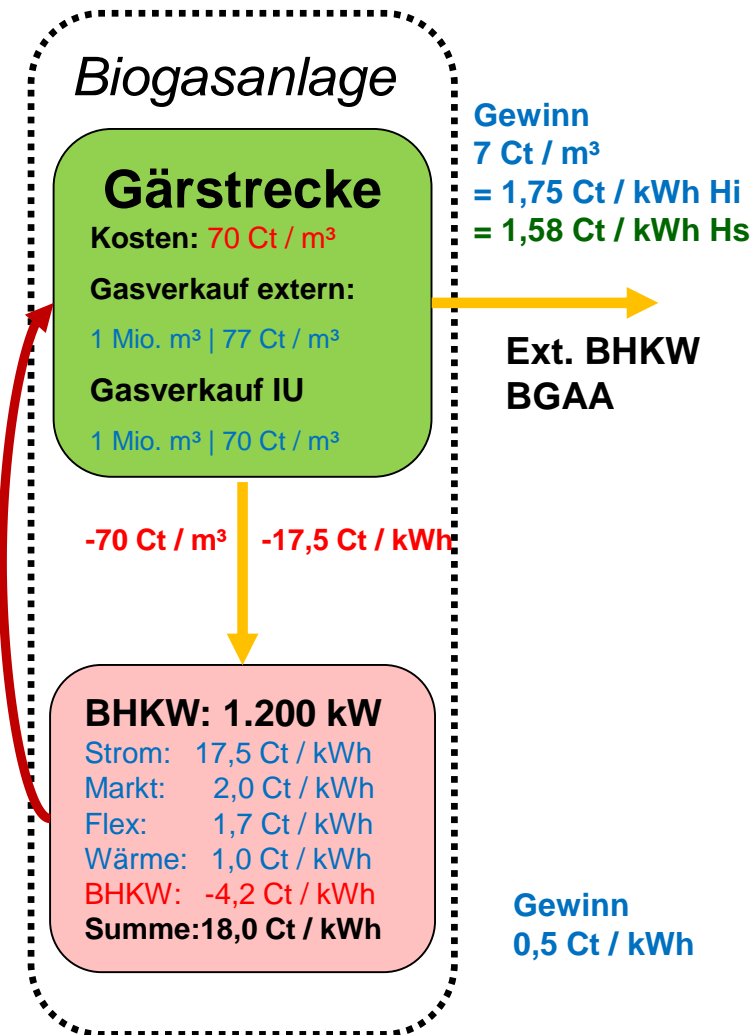 Biogasanlage
Gärstrecke
Kosten: 70 Ct / m³
Gasverkauf extern:
1 Mio. m³ | 77 Ct / m³
Gasverkauf IU
1 Mio. m³ | 70 Ct / m³
Gewinn
7 Ct / m³
= 1,75 Ct / kWh Hi
= 1,58 Ct / kWh Hs
Ext. BHKW
BGAA
-70 Ct / m³ -17,5 Ct / kWh
BHKW: 1.200 kW
Strom: 17,5 Ct / kWh
Markt: 2,0 Ct / kWh
Flex: 1,7 Ct / kWh
Wärme: 1,0 Ct / kWh
BHKW: -4,2 Ct / kWh
Summe:18,0 Ct / kWh
Gewinn
0,5 Ct / kWh